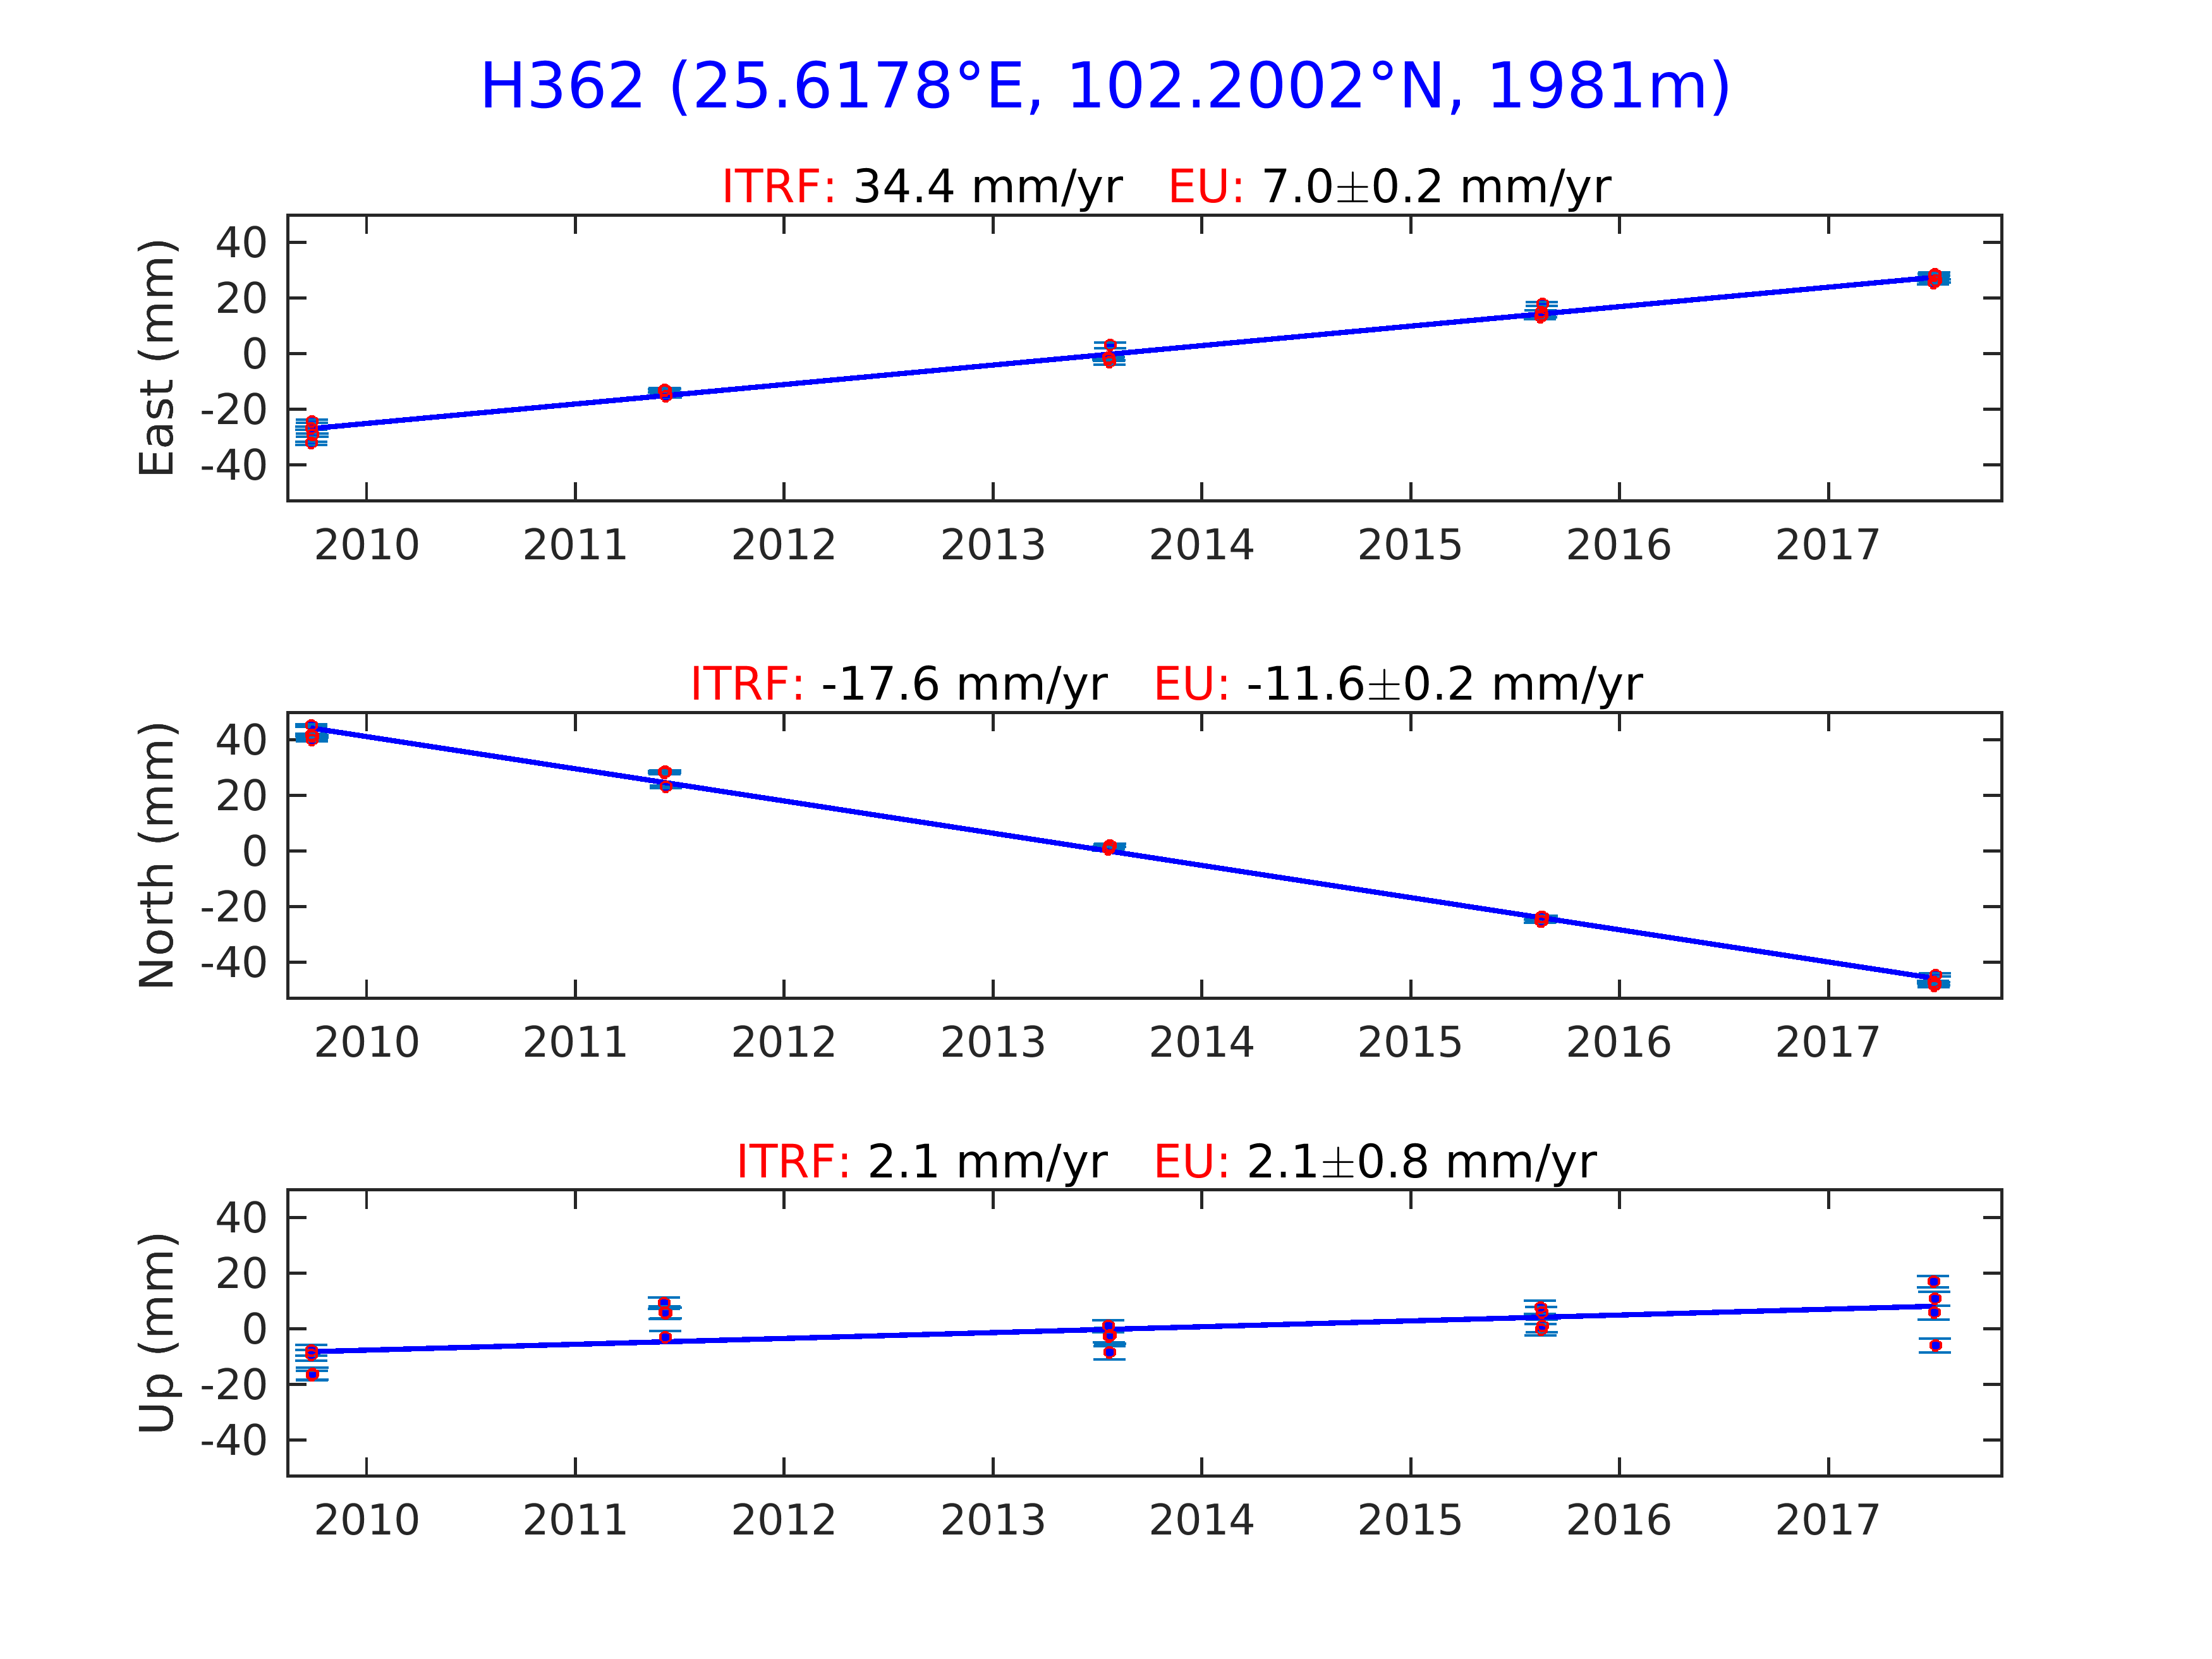 H362 (25.6178°E, 102.2002°N, 1981m)
ITRF: 34.4 mm/yr EU: 7.0±0.2 mm/yr
East (mm)
40
20
0
-20
-40
2010 2011 2012 2013 2014 2015 2016 2017
ITRF: -17.6 mm/yr EU: -11.6±0.2 mm/yr
North (mm)
40
20
0
-20
-40
2010 2011 2012 2013 2014 2015 2016 2017
ITRF: 2.1 mm/yr EU: 2.1±0.8 mm/yr
Up (mm)
40
20
0
-20
-40
2010 2011 2012 2013 2014 2015 2016 2017